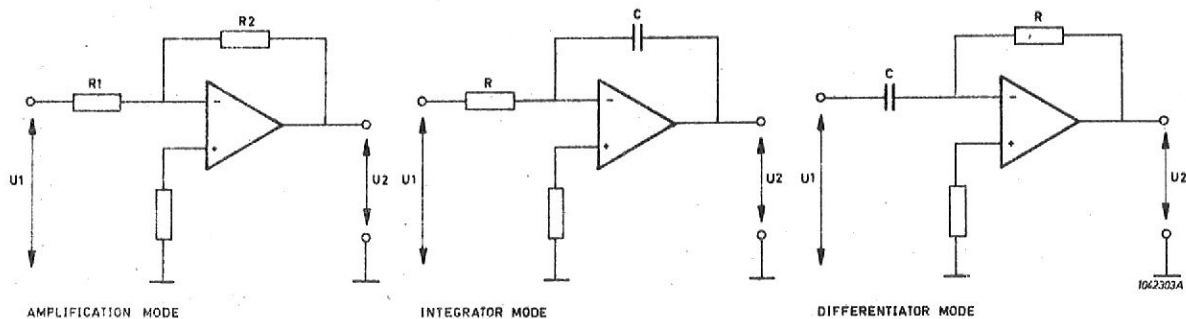 R2
R1
-
+
U1
U2
AMPLIFICATION MODE
C
R
-
+
U1
U2
INTEGRATOR MODE
R
C
-
+
U1
U2
1042303A
DIFFERENTIATOR MODE